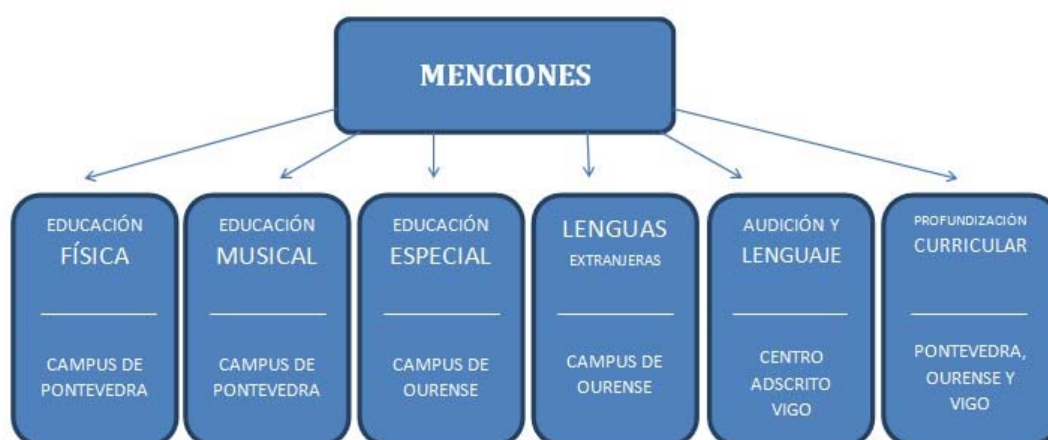 MENCIONES
EDUCACIÓN
FÍSICA
CAMPUS DE
PONTEVEDRA
EDUCACIÓN
MUSICAL
CAMPUS DE
PONTEVEDRA
EDUCACIÓN
ESPECIAL
CAMPUS DE
OURENSE
LENGUAS
EXTRANJERAS
CAMPUS DE
OURENSE
AUDICIÓN Y
LENGUAJE
CENTRO
ADSCRITO
VIGO
PROFUNDIZACIÓN
CURRICULAR
PONTEVEDRA,
OURENSE Y
VIGO